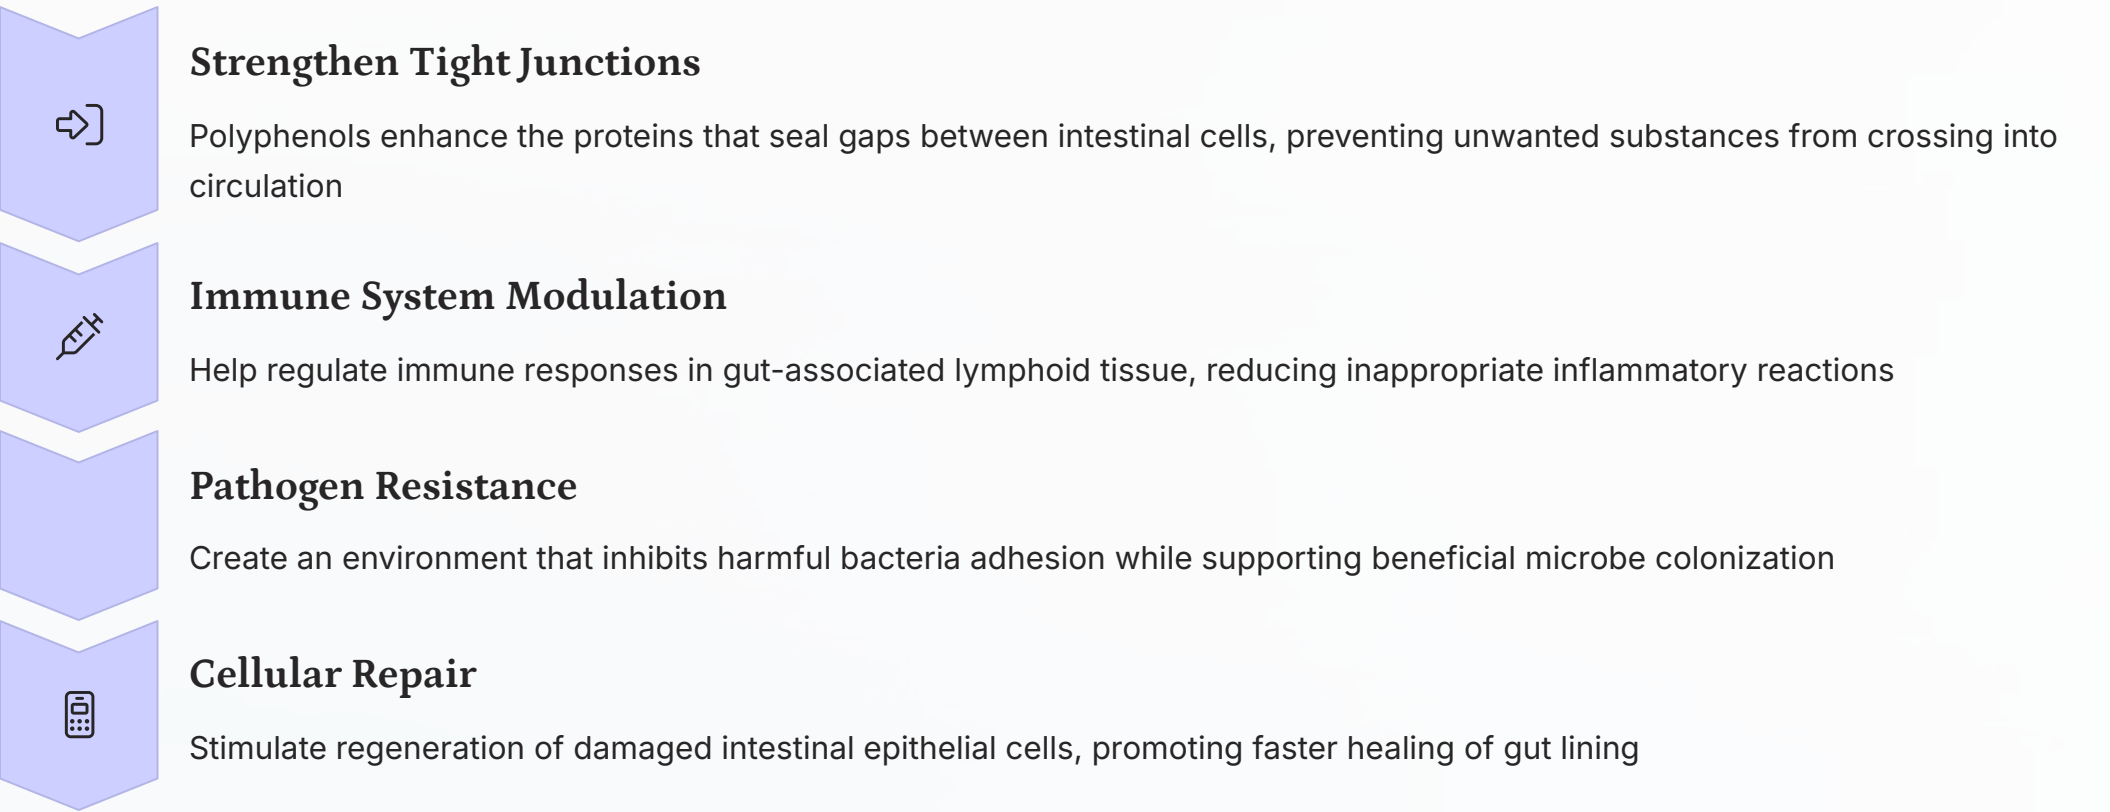 Strengthen Tight Junctions
Polyphenols enhance the proteins that seal gaps between intestinal cells, preventing unwanted substances from crossing into
circulation
Immune System Modulation
Help regulate immune responses in gut-associated lymphoid tissue, reducing inappropriate inflammatory reactions
Pathogen Resistance
Create an environment that inhibits harmful bacteria adhesion while supporting beneficial microbe colonization
Cellular Repair
Stimulate regeneration of damaged intestinal epithelial cells, promoting faster healing of gut lining